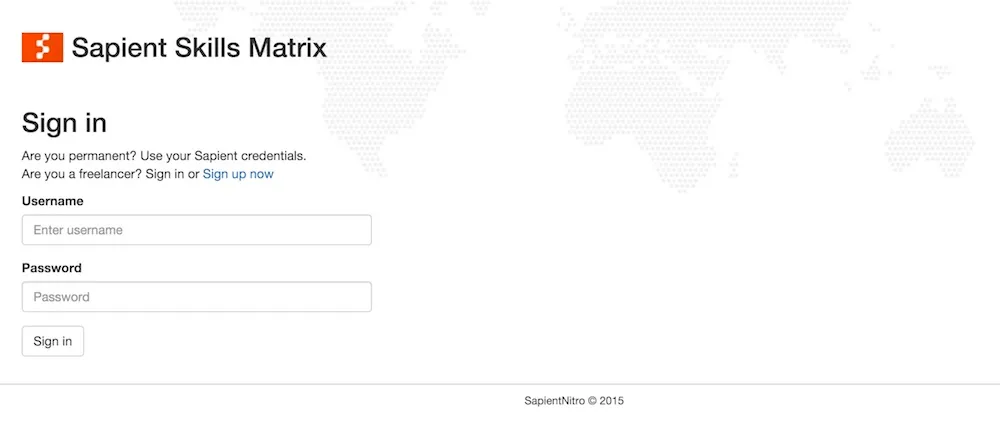 Sapient Skills Matrix
Sign in
Are you permanent? Use your Sapient credentials.
Are you a freelancer? Sign in or Sign up now
Username
Enter username
Password
Password
Sign in
SapientNitro © 2015